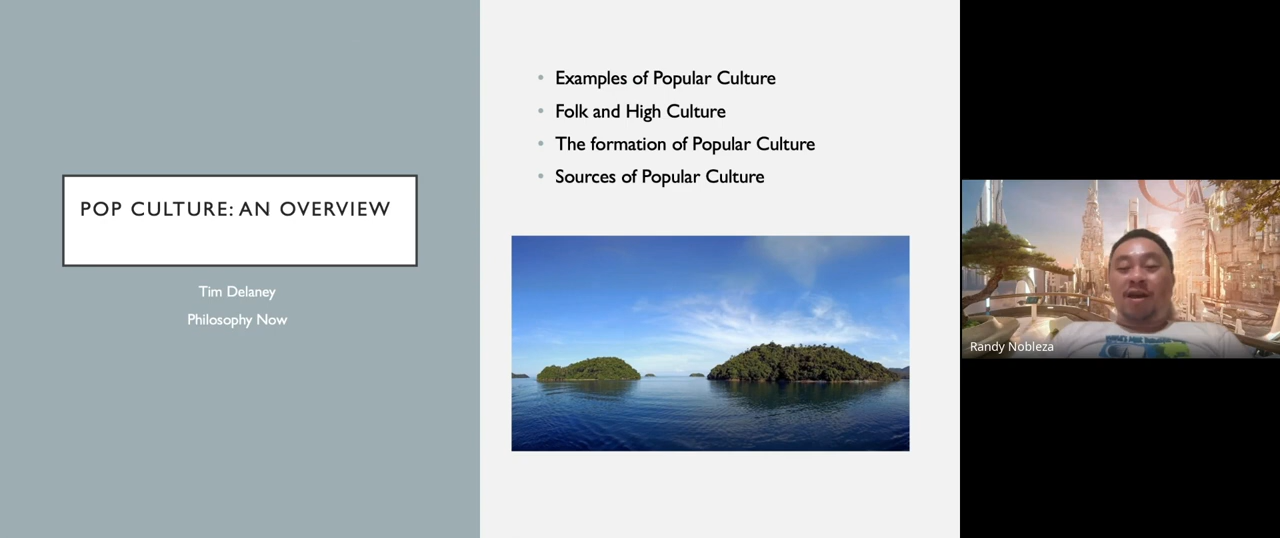 POP CULTURE: AN OVERVIEW
Tim Delaney
Philosophy Now
• Examples of Popular Culture
• Folk and High Culture
• The formation of Popular Culture
• Sources of Popular Culture
Randy Nobleza